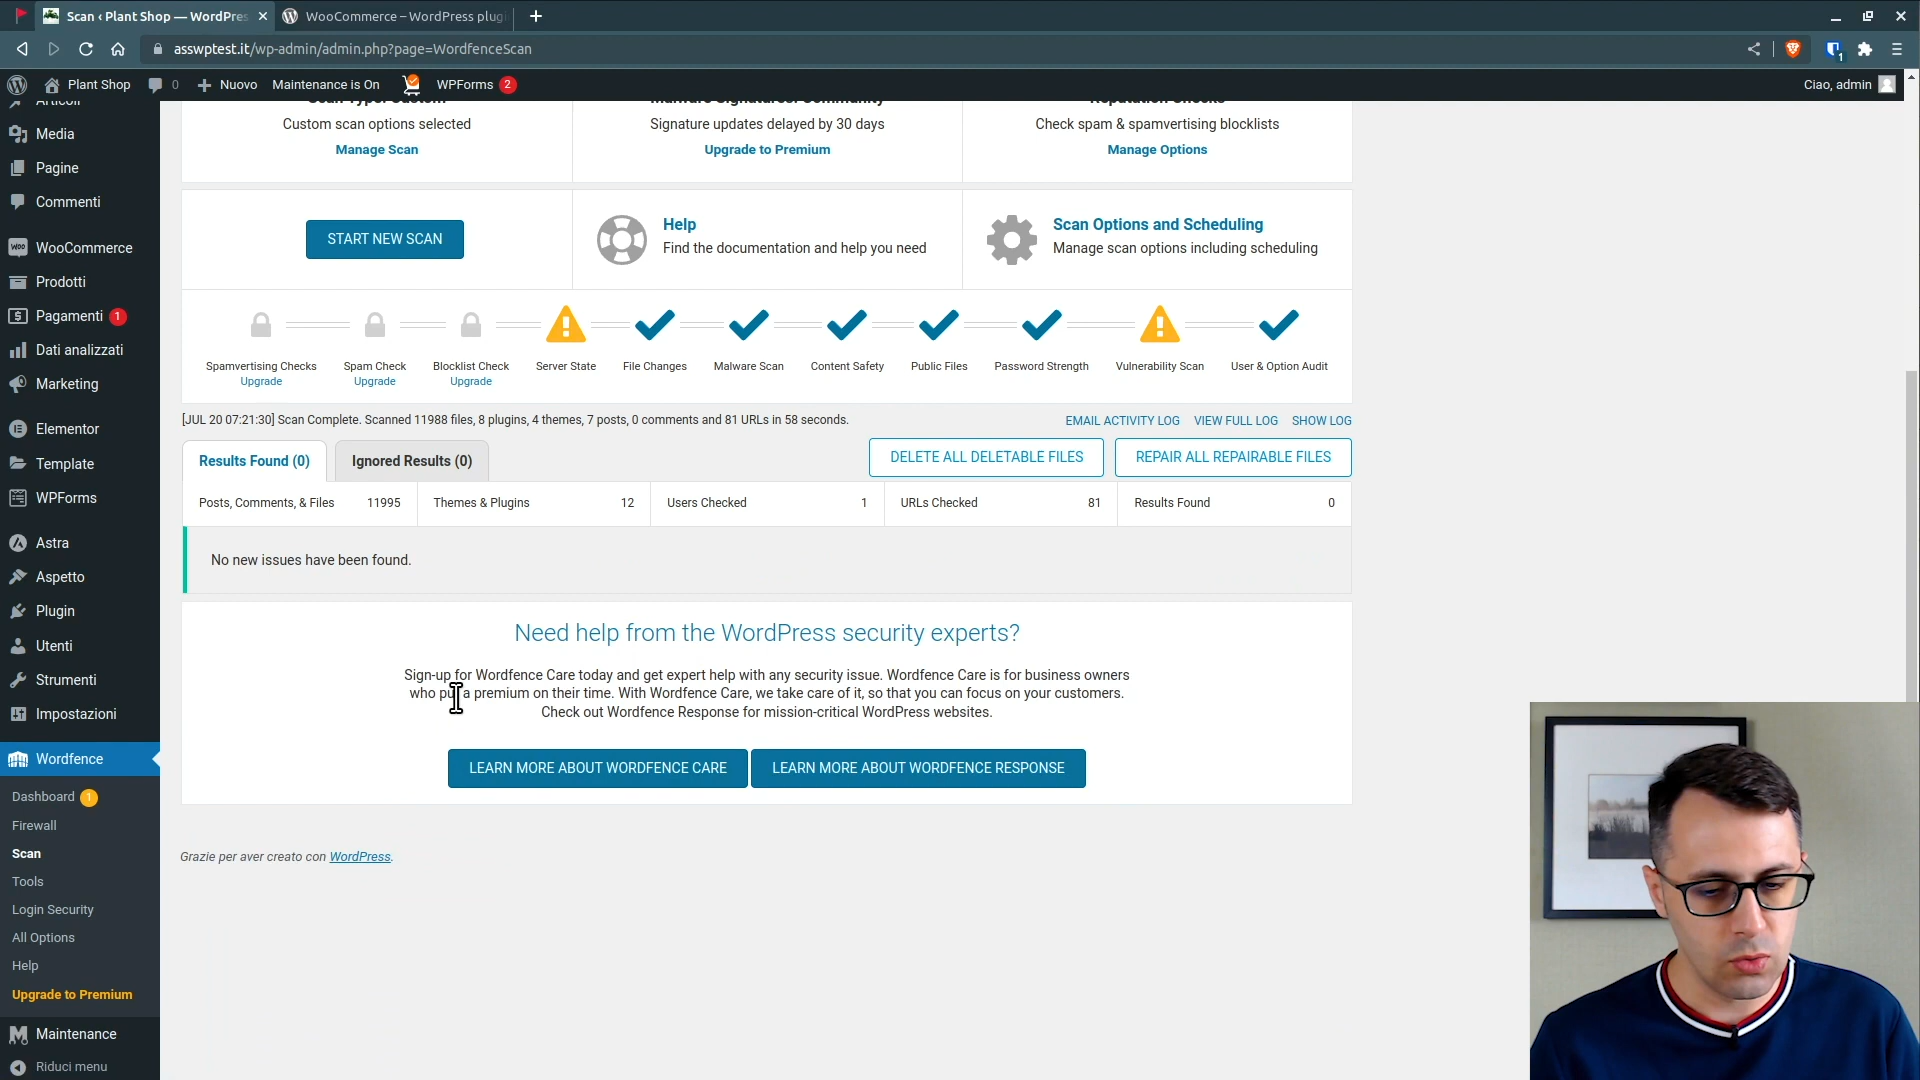 Scan ‹ Plant Shop — WordPres
WooCommerce – WordPress plugi
asswptest.it/wp-admin/admin.php?page=WordfenceScan
1
Plant Shop
0
Nuovo
Maintenance is On
WPForms
2
Ciao, admin
Articoli
Media
Pagine
Commenti
WooCommerce
Prodotti
Pagamenti
1
Dati analizzati
Marketing
Elementor
Template
WPForms
Astra
Aspetto
Plugin
Utenti
Strumenti
Impostazioni
Wordfence
Dashboard
1
Firewall
Scan
Tools
Login Security
All Options
Help
Upgrade to Premium
Maintenance
Riduci menu
Scan Type: Custom
Custom scan options selected
Manage Scan
Malware Signatures: Community
Signature updates delayed by 30 days
Upgrade to Premium
Reputation Checks
Check spam & spamvertising blocklists
Manage Options
START NEW SCAN
Help
Find the documentation and help you need
Scan Options and Scheduling
Manage scan options including scheduling
Spamvertising Checks
Upgrade
Spam Check
Upgrade
Blocklist Check
Upgrade
Server State
File Changes
Malware Scan
Content Safety
Public Files
Password Strength
Vulnerability Scan
User & Option Audit
[JUL 20 07:21:30] Scan Complete. Scanned 11988 files, 8 plugins, 4 themes, 7 posts, 0 comments and 81 URLs in 58 seconds.
EMAIL ACTIVITY LOG
VIEW FULL LOG
SHOW LOG
Results Found (0)
Ignored Results (0)
DELETE ALL DELETABLE FILES
REPAIR ALL REPAIRABLE FILES
Posts, Comments, & Files 11995
Themes & Plugins 12
Users Checked 1
URLs Checked 81
Results Found 0
No new issues have been found.
Need help from the WordPress security experts?
Sign-up for Wordfence Care today and get expert help with any security issue. Wordfence Care is for business owners
who put a premium on their time. With Wordfence Care, we take care of it, so that you can focus on your customers.
Check out Wordfence Response for mission-critical WordPress websites.
LEARN MORE ABOUT WORDFENCE CARE
LEARN MORE ABOUT WORDFENCE RESPONSE
Grazie per aver creato con WordPress.